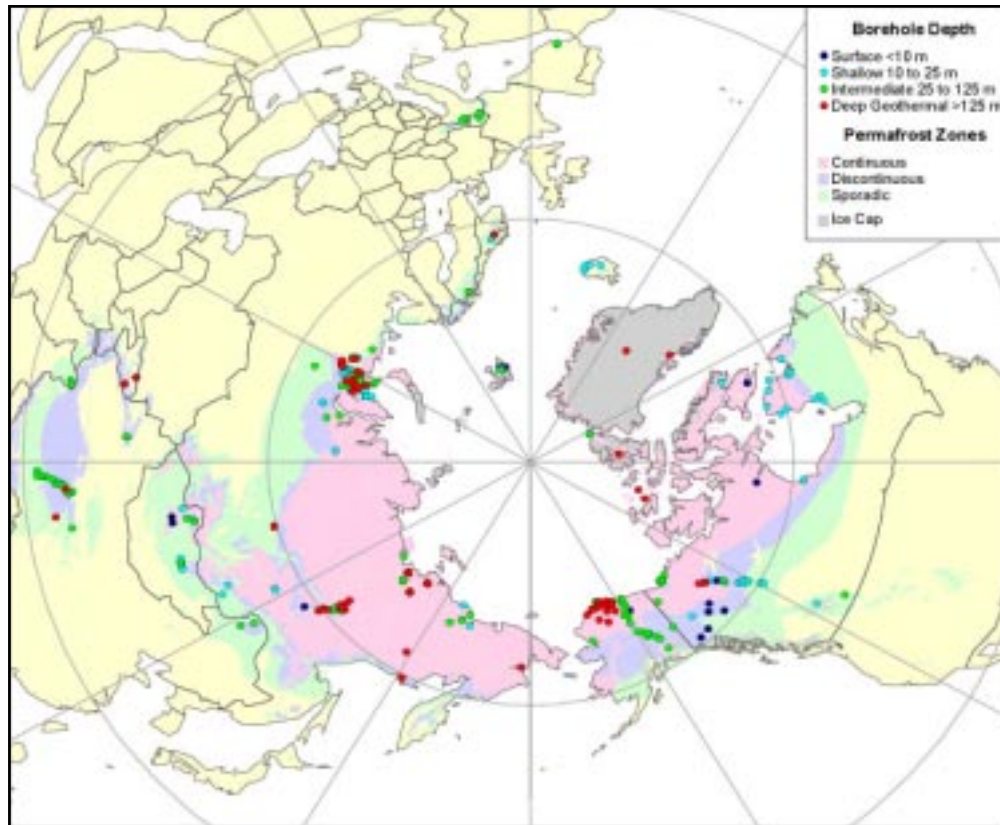 Borehole Depth
Surface <10 m
Shallow 10 to 25 m
Intermediate 25 to 125 m
Deep Geothermal >125 m
Permafrost Zones
Continuous
Discontinuous
Sporadic
Ice Cap